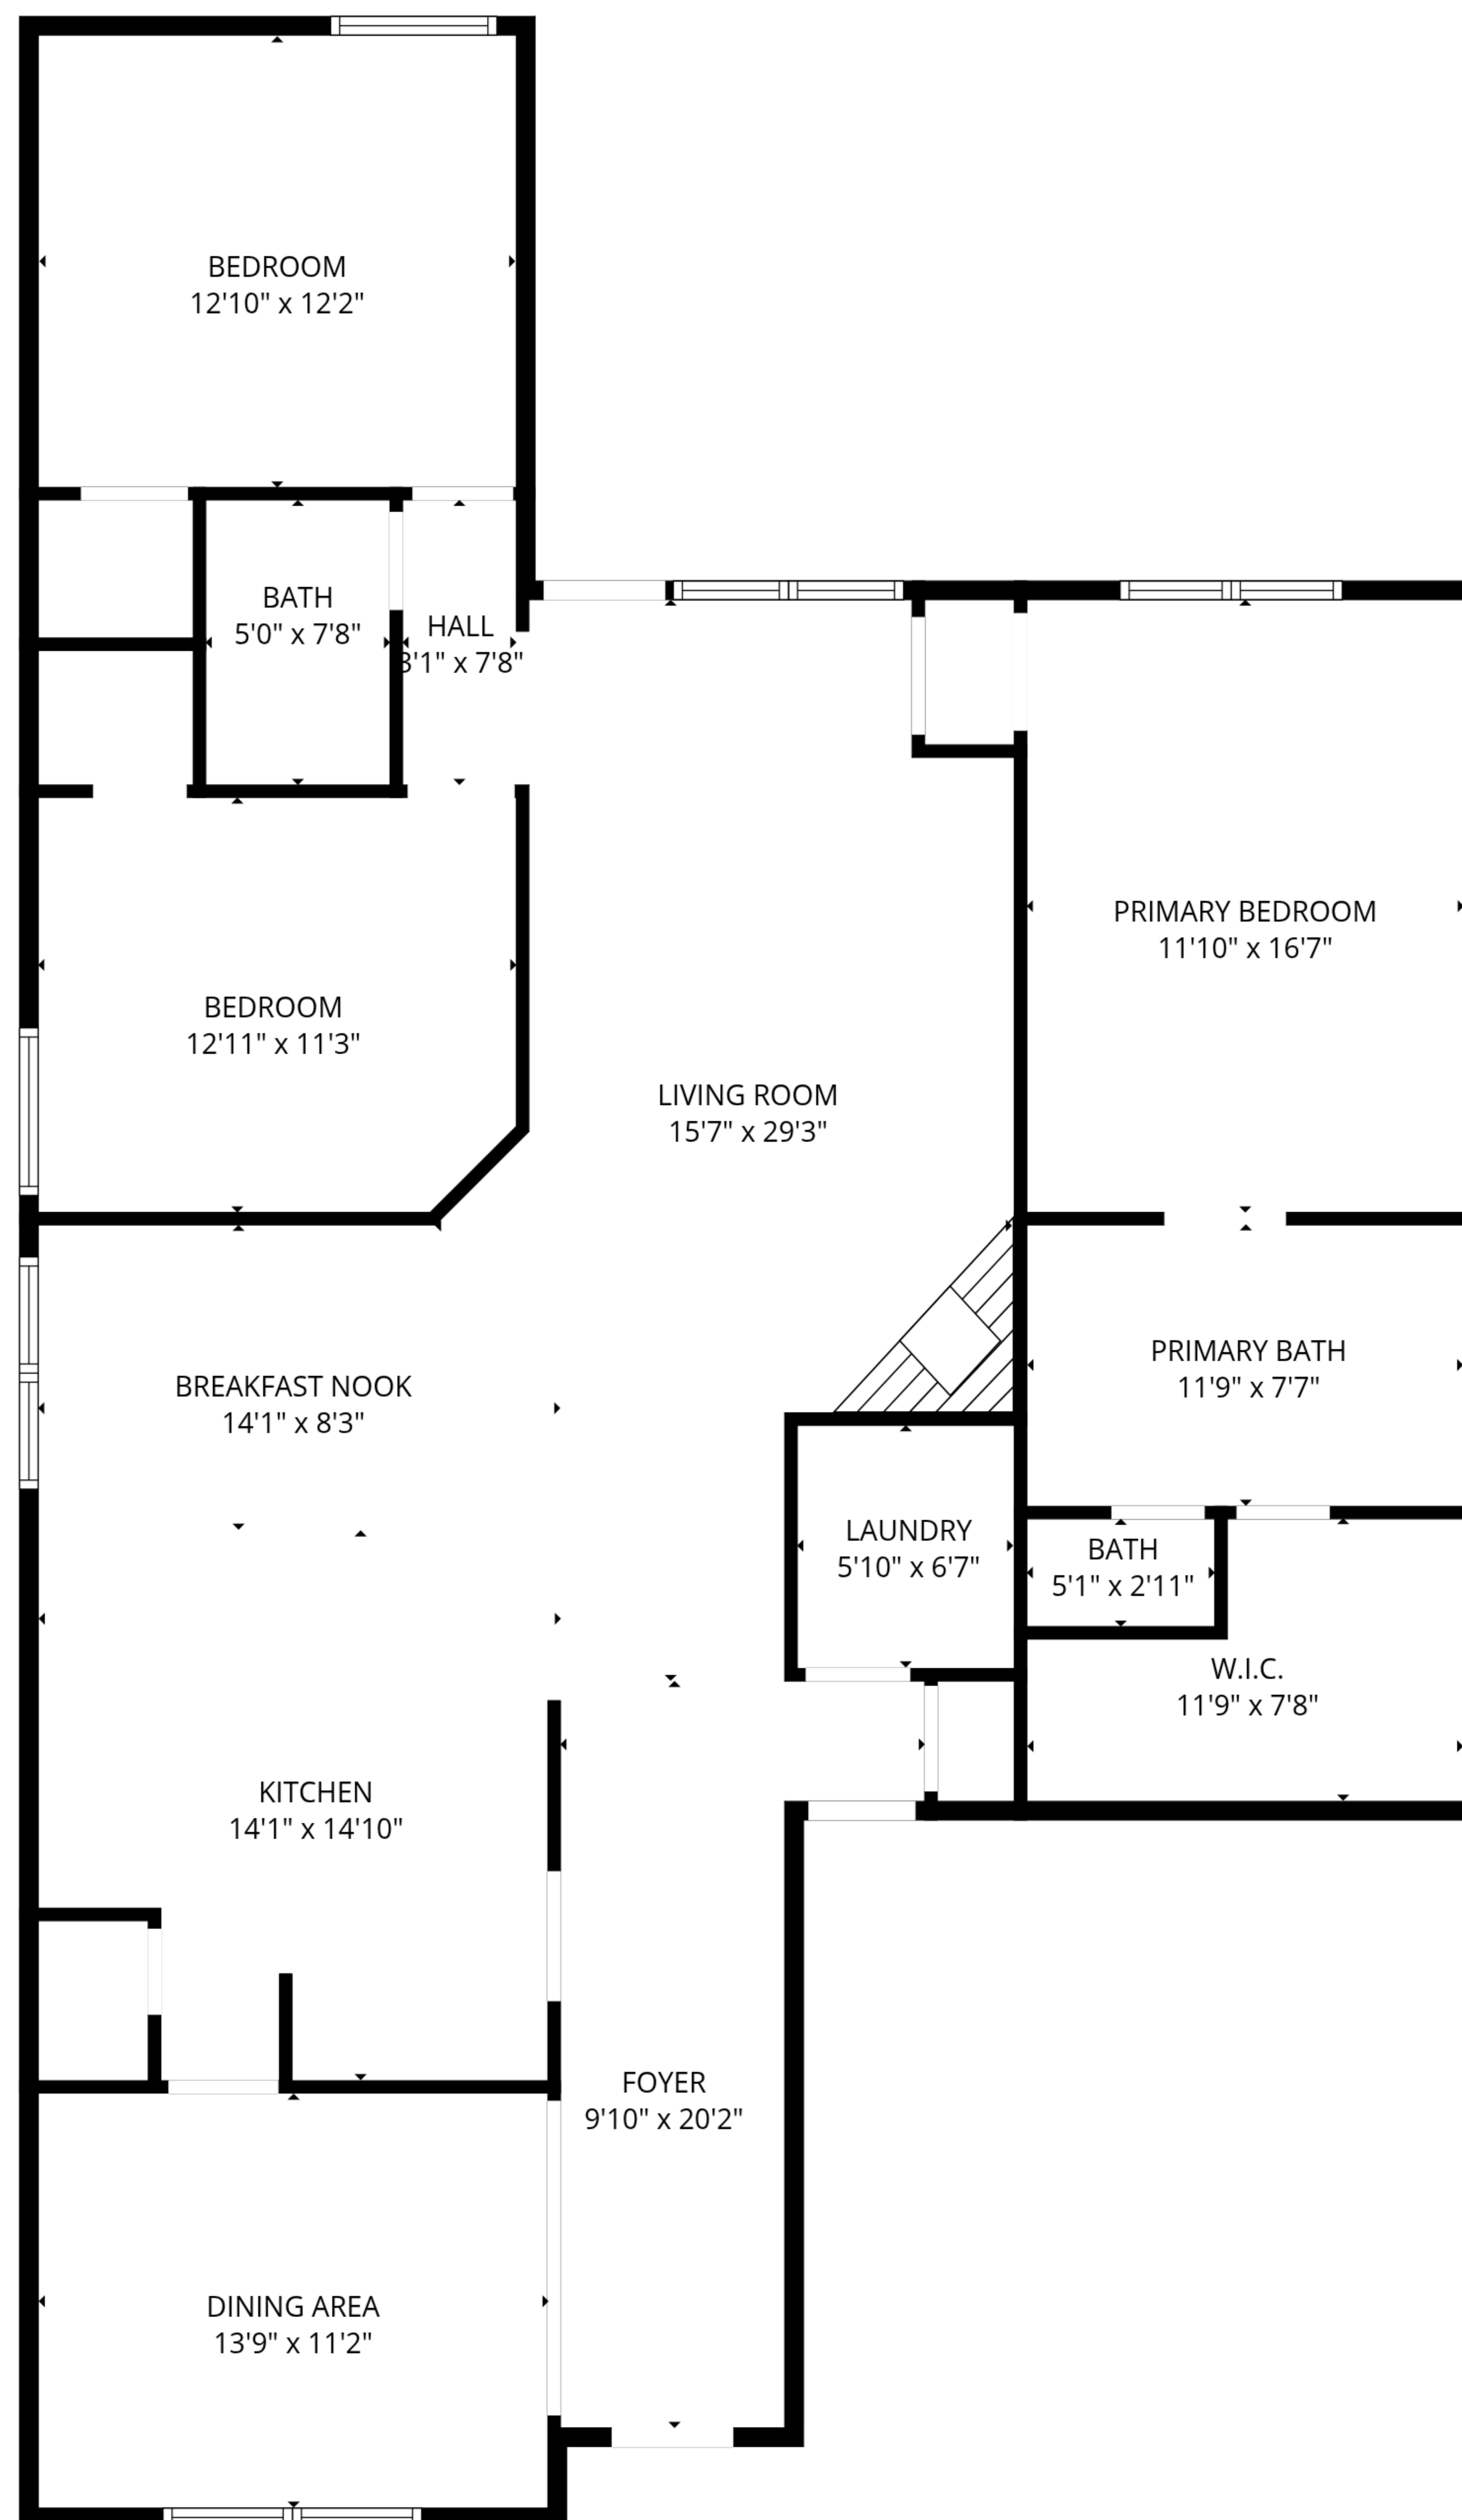 BEDROOM
12'10" x 12'2"
BATH
5'0" x 7'8"
HALL
3'1" x 7'8"
PRIMARY BEDROOM
11'10" x 16'7"
BEDROOM
12'11" x 11'3"
LIVING ROOM
15'7" x 29'3"
PRIMARY BATH
11'9" x 7'7"
BREAKFAST NOOK
14'1" x 8'3"
LAUNDRY
5'10" x 6'7"
BATH
5'1" x 2'11"
W.I.C.
11'9" x 7'8"
KITCHEN
14'1" x 14'10"
FOYER
9'10" x 20'2"
DINING AREA
13'9" x 11'2"